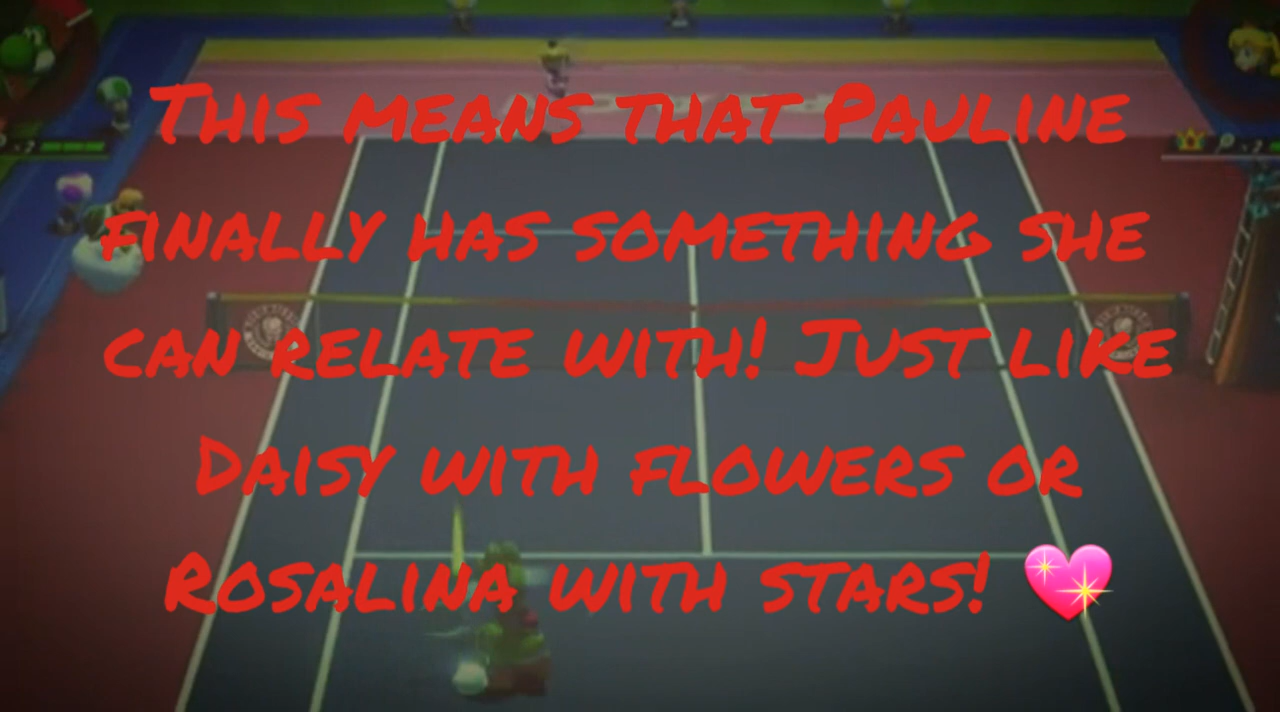 This means that Pauline
finally has something she
can relate with! Just like
Daisy with flowers or
Rosalina with stars! 💖